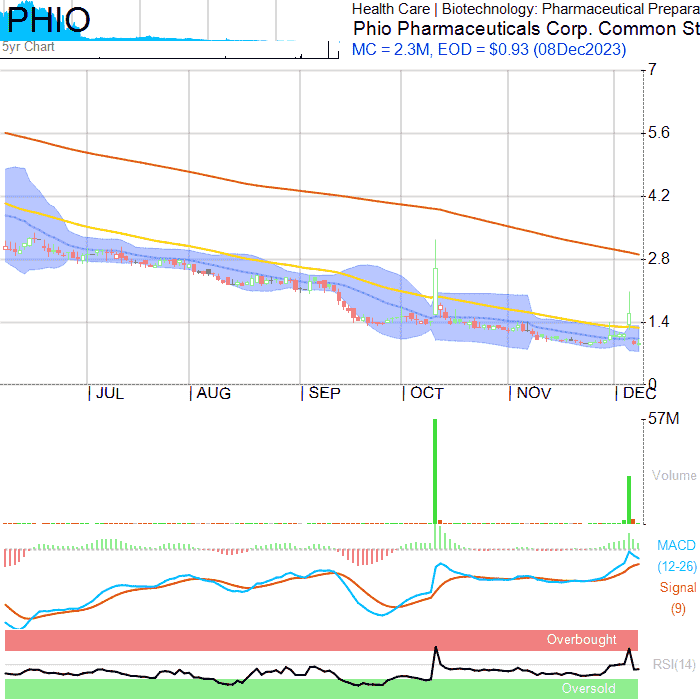 PHIO
5yr Chart
Health Care | Biotechnology: Pharmaceutical Prepara
Phio Pharmaceuticals Corp. Common St
MC = 2.3M, EOD = $0.93 (08Dec2023)
7
5.6
4.2
2.8
1.4
0
JUL
AUG
SEP
OCT
NOV
DEC
57M
Volume
MACD
(12-26)
Signal
(9)
Overbought
RSI(14)
Oversold